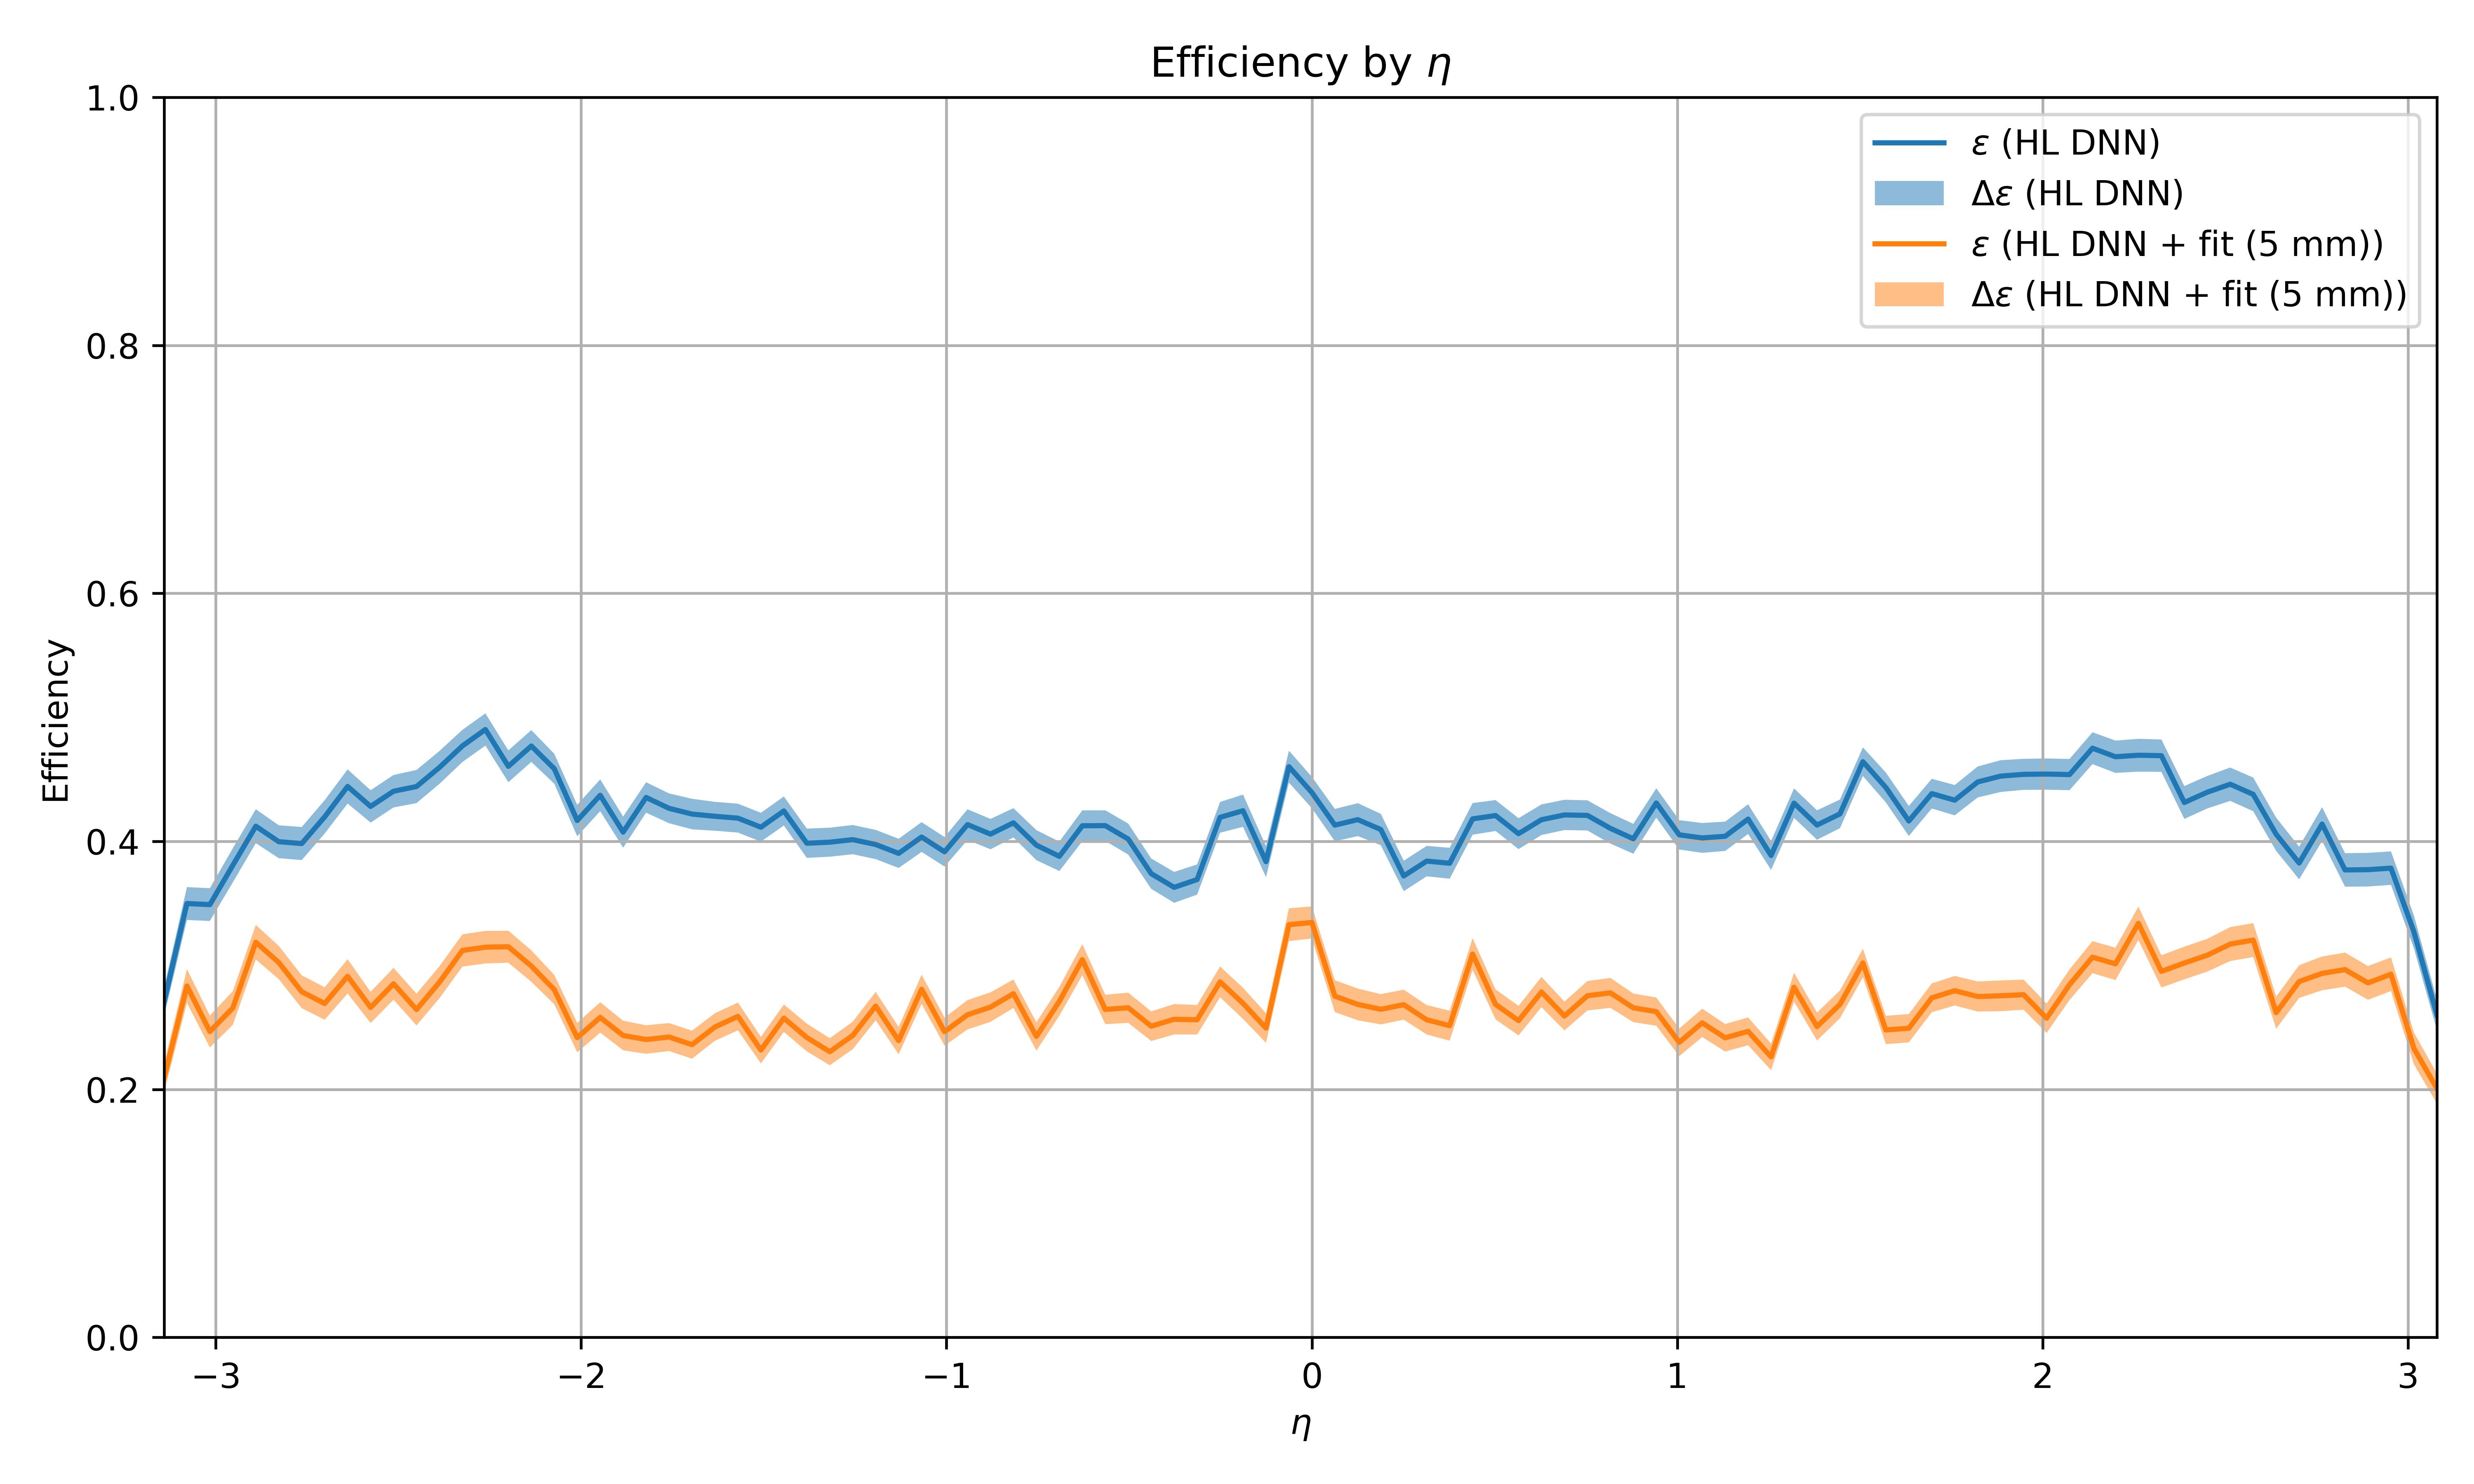 Efficiency by η
1.0
0.8
0.6
0.4
0.2
0.0
Efficiency
ε (HL DNN)
Δε (HL DNN)
ε (HL DNN + fit (5 mm))
Δε (HL DNN + fit (5 mm))
−3 −2 −1 0 1 2 3
η